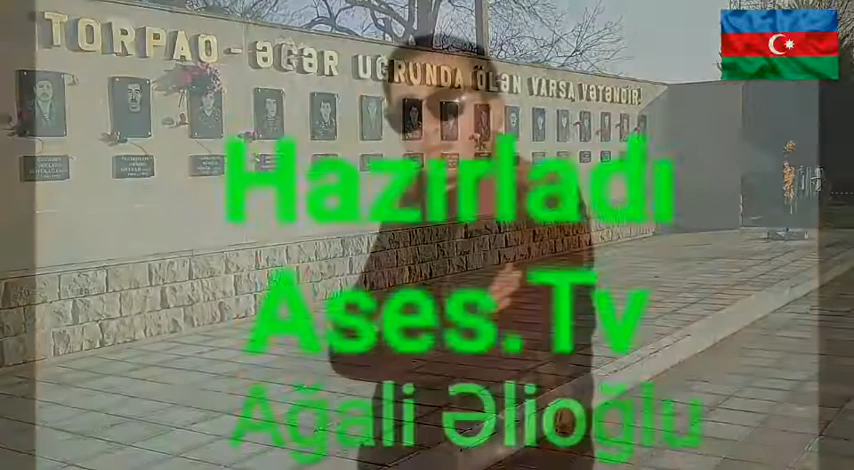 TORPAQ-ƏGƏR UĞRUNDA ÖLƏN VARSA, VƏTƏNDİR.
Hazırladı
Ases.Tv
Ağali Əlioğlu